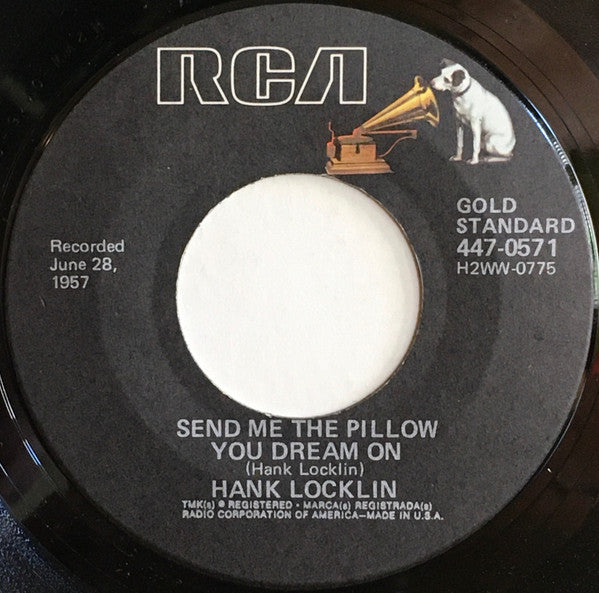 RCA
GOLD
STANDARD
447-0571
H2WW-0775
Recorded
June 28,
1957
SEND ME THE PILLOW
YOU DREAM ON
(Hank Locklin)
HANK LOCKLIN
TMK(s) ® REGISTERED • MARCA(s) REGISTRADA(s)
RADIO CORPORATION OF AMERICA—MADE IN U.S.A.